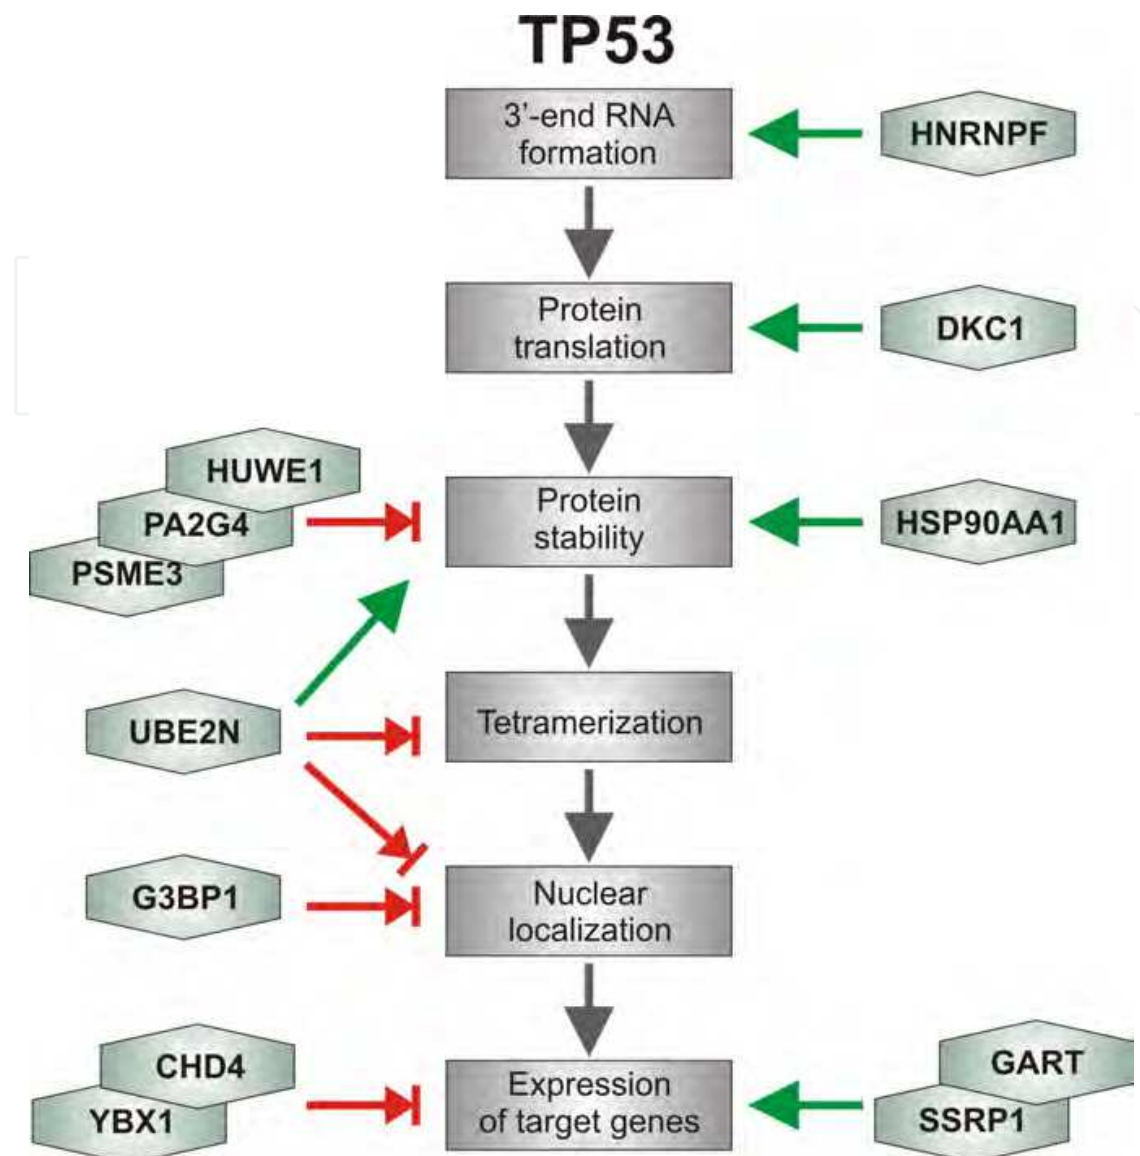 TP53
3'-end RNA
formation
HNRNPF
Protein
translation
DKC1
HUWE1
PA2G4
PSME3
Protein
stability
HSP90AA1
UBE2N
Tetramerization
G3BP1
Nuclear
localization
CHD4
YBX1
Expression
of target genes
GART
SSRP1